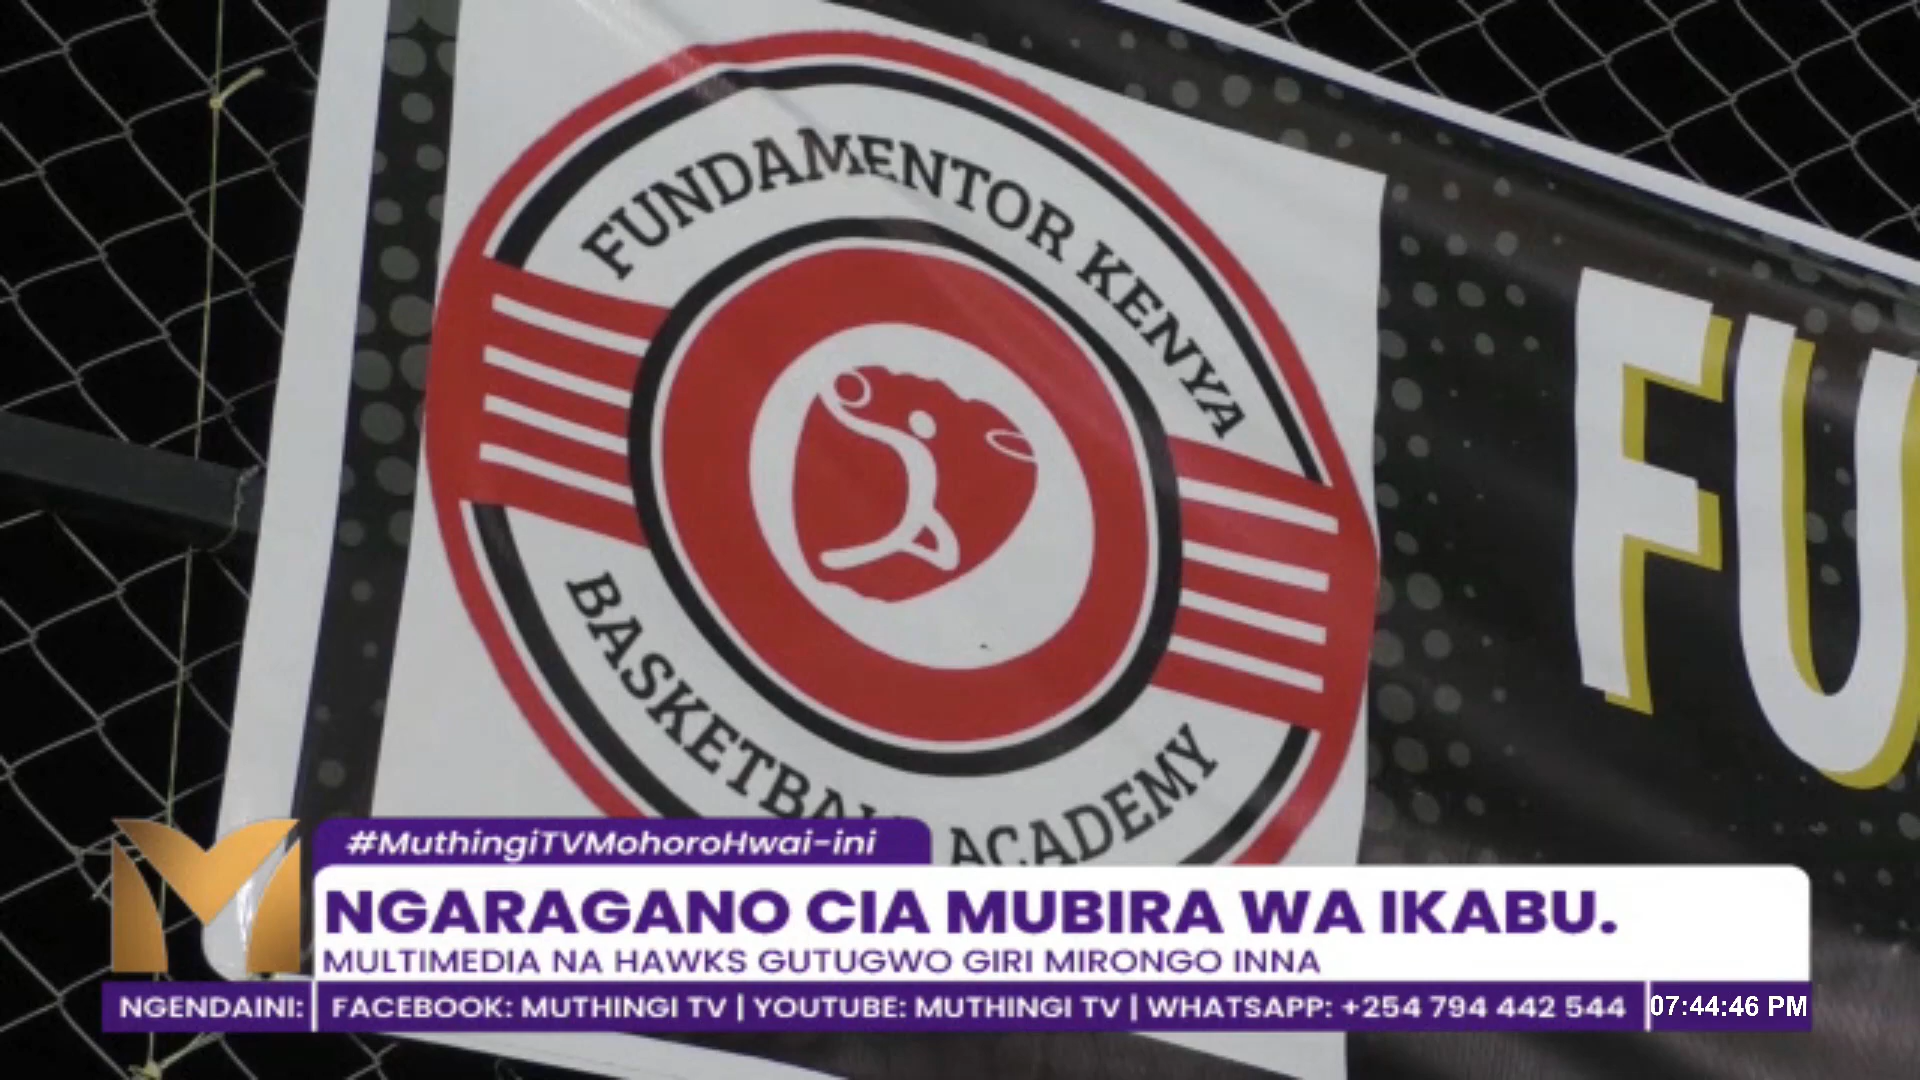 FUNDAMENTOR KENYA
BASKETBALL ACADEMY
FU
#MuthingiTVMohoroHwai-ini
NGARAGANO CIA MUBIRA WA IKABU.
MULTIMEDIA NA HAWKS GUTUGWO GIRI MIRONGO INNA
NGENDAINI: FACEBOOK: MUTHINGI TV | YOUTUBE: MUTHINGI TV | WHATSAPP: +254 794 442 544 07:44:46 PM